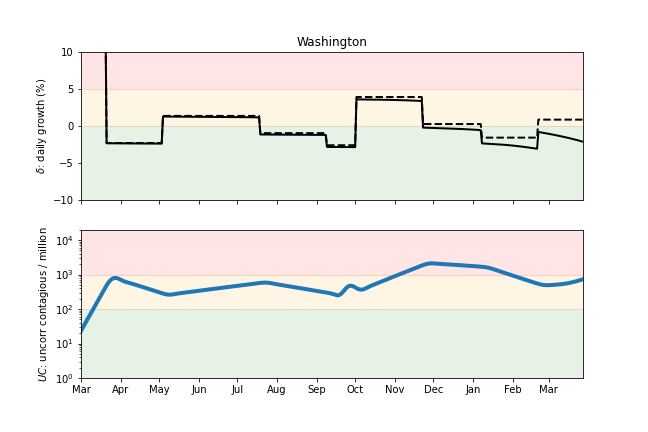 Washington
δ: daily growth (%)
10
5
0
−5
−10
UC: uncorr contagious / million
10⁴
10³
10²
10¹
10⁰
Mar Apr May Jun Jul Aug Sep Oct Nov Dec Jan Feb Mar